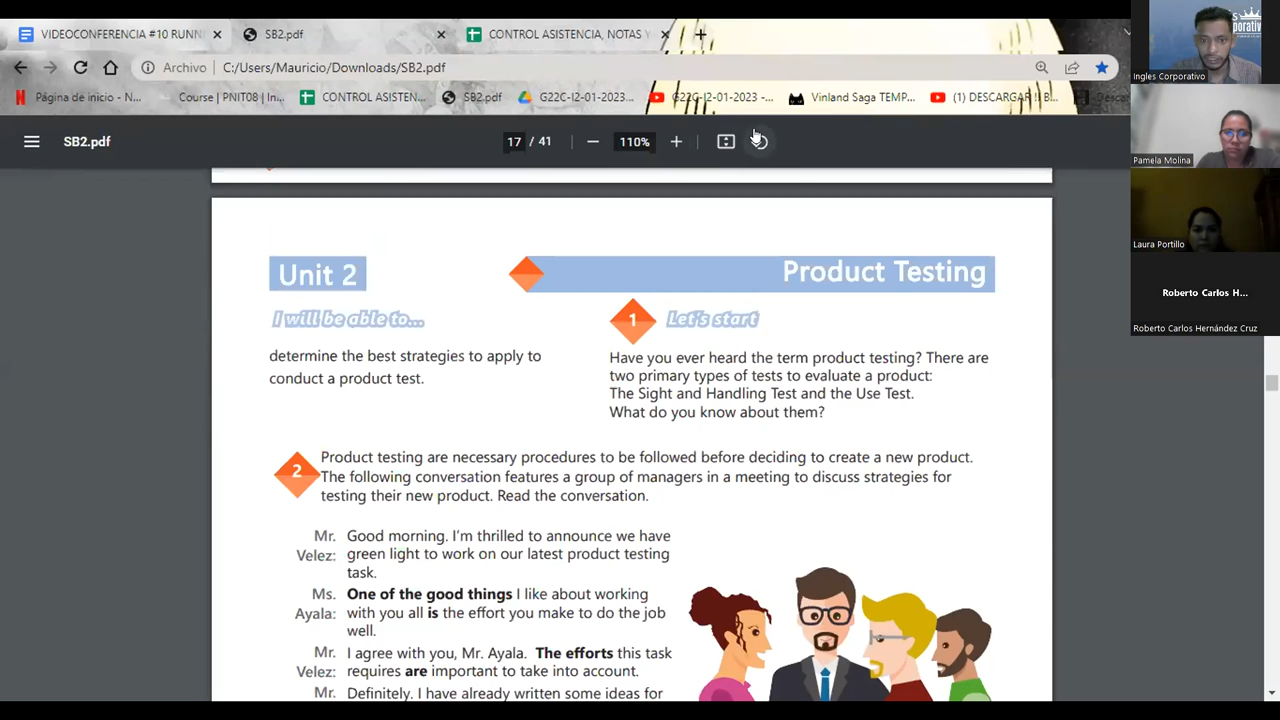 VIDEOCONFERENCIA #10 RUNN
SB2.pdf
CONTROL ASISTENCIA, NOTAS Y
Archivo
C:/Users/Mauricio/Downloads/SB2.pdf
Página de inicio - N...
Course | PNIT08 | In...
CONTROL ASISTEN...
SB2.pdf
G22C-I2-01-2023...
G22C-I2-01-2023 -...
Vinland Saga TEMP...
(1) DESCARGAR !! B...
SB2.pdf
17 / 41
110%
Ingles Corporativo
Pamela Molina
Laura Portillo
Roberto Carlos H...
Roberto Carlos Hernández Cruz
Unit 2
Product Testing
I will be able to...
1
Let's start
determine the best strategies to apply to
conduct a product test.
Have you ever heard the term product testing? There are
two primary types of tests to evaluate a product:
The Sight and Handling Test and the Use Test.
What do you know about them?
2
Product testing are necessary procedures to be followed before deciding to create a new product.
The following conversation features a group of managers in a meeting to discuss strategies for
testing their new product. Read the conversation.
Mr. Good morning. I'm thrilled to announce we have
Velez: green light to work on our latest product testing
task.
Ms. One of the good things I like about working
Ayala: with you all is the effort you make to do the job
well.
Mr. I agree with you, Mr. Ayala. The efforts this task
Velez: requires are important to take into account.
Mr. Definitely. I have already written some ideas for